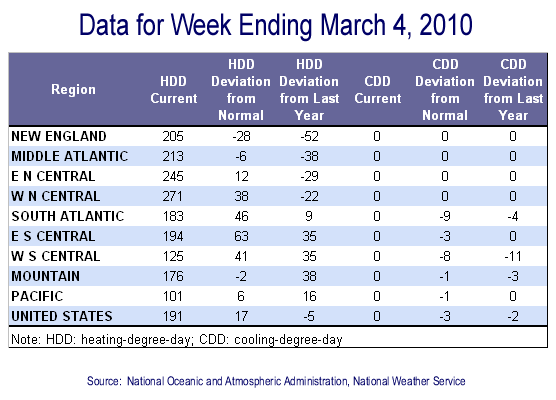 Data for Week Ending March 4, 2010
Region HDD Current HDD Deviation from Normal HDD Deviation from Last Year CDD Current CDD Deviation from Normal CDD Deviation from Last Year
NEW ENGLAND 205 -28 -52 0 0 0
MIDDLE ATLANTIC 213 -6 -38 0 0 0
E N CENTRAL 245 12 -29 0 0 0
W N CENTRAL 271 38 -22 0 0 0
SOUTH ATLANTIC 183 46 9 0 -9 -4
E S CENTRAL 194 63 35 0 -3 0
W S CENTRAL 125 41 35 0 -8 -11
MOUNTAIN 176 -2 38 0 -1 -3
PACIFIC 101 6 16 0 -1 0
UNITED STATES 191 17 -5 0 -3 -2
Note: HDD: heating-degree-day; CDD: cooling-degree-day
Source: National Oceanic and Atmospheric Administration, National Weather Service